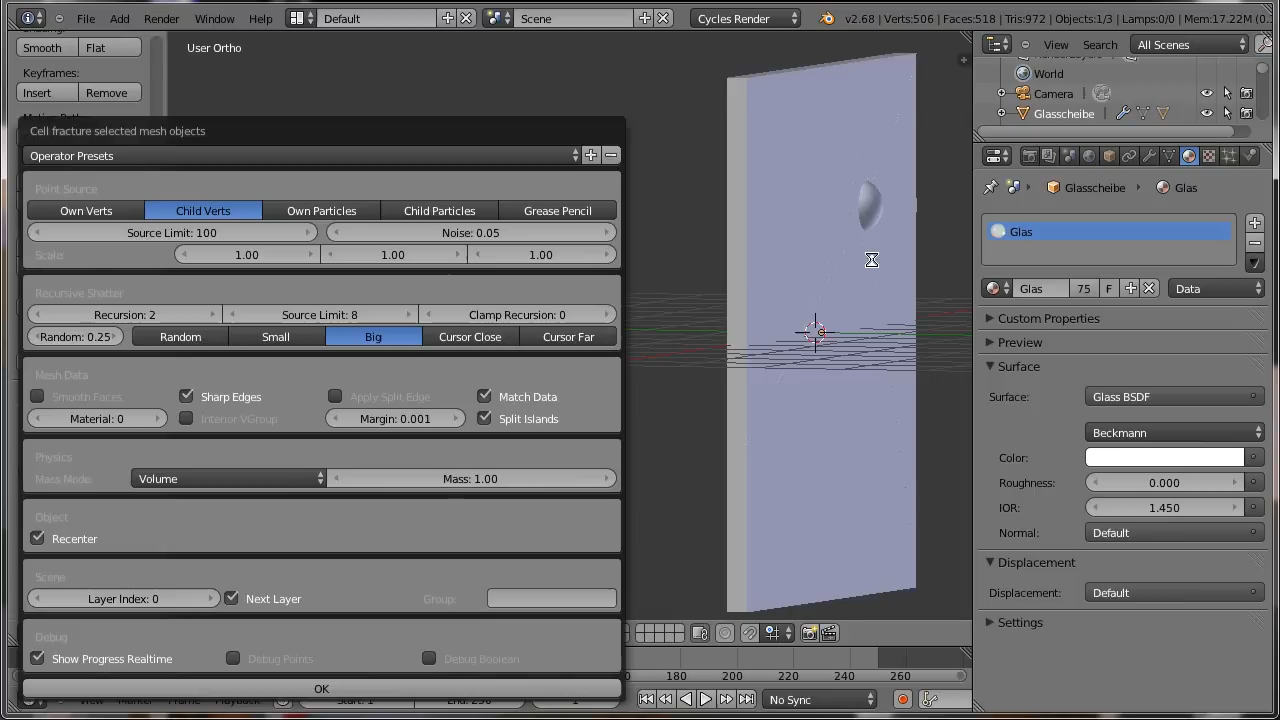 File Add Render Window Help Default Scene Cycles Render v2.68 | Verts:506 | Faces:518 | Tris:972 | Objects:1/3 | Lamps:0/0 | Mem:17.22M (0.
Smooth Flat
User Ortho
View Search All Scenes
Keyframes:
World
Insert Remove
Camera
Glasscheibe
Cell fracture selected mesh objects
Operator Presets
Point Source
Own Verts Child Verts Own Particles Child Particles Grease Pencil
Source Limit: 100 Noise: 0.05
Scale: 1.00 1.00 1.00
Recursive Shatter
Recursion: 2 Source Limit: 8 Clamp Recursion: 0
Random: 0.25 Random Small Big Cursor Close Cursor Far
Mesh Data
Smooth Faces Sharp Edges Apply Split Edge Match Data
Material: 0 Interior VGroup Margin: 0.001 Split Islands
Physics
Mass Mode: Volume Mass: 1.00
Object
Recenter
Scene
Layer Index: 0 Next Layer Group:
Debug
Show Progress Realtime Debug Points Debug Boolean
OK
Glasscheibe Glas
Glas
Glas 75 F Data
Custom Properties
Preview
Surface
Surface: Glass BSDF
Beckmann
Color:
Roughness: 0.000
IOR: 1.450
Normal: Default
Displacement
Displacement: Default
Settings
180 200 220 240 260
No Sync